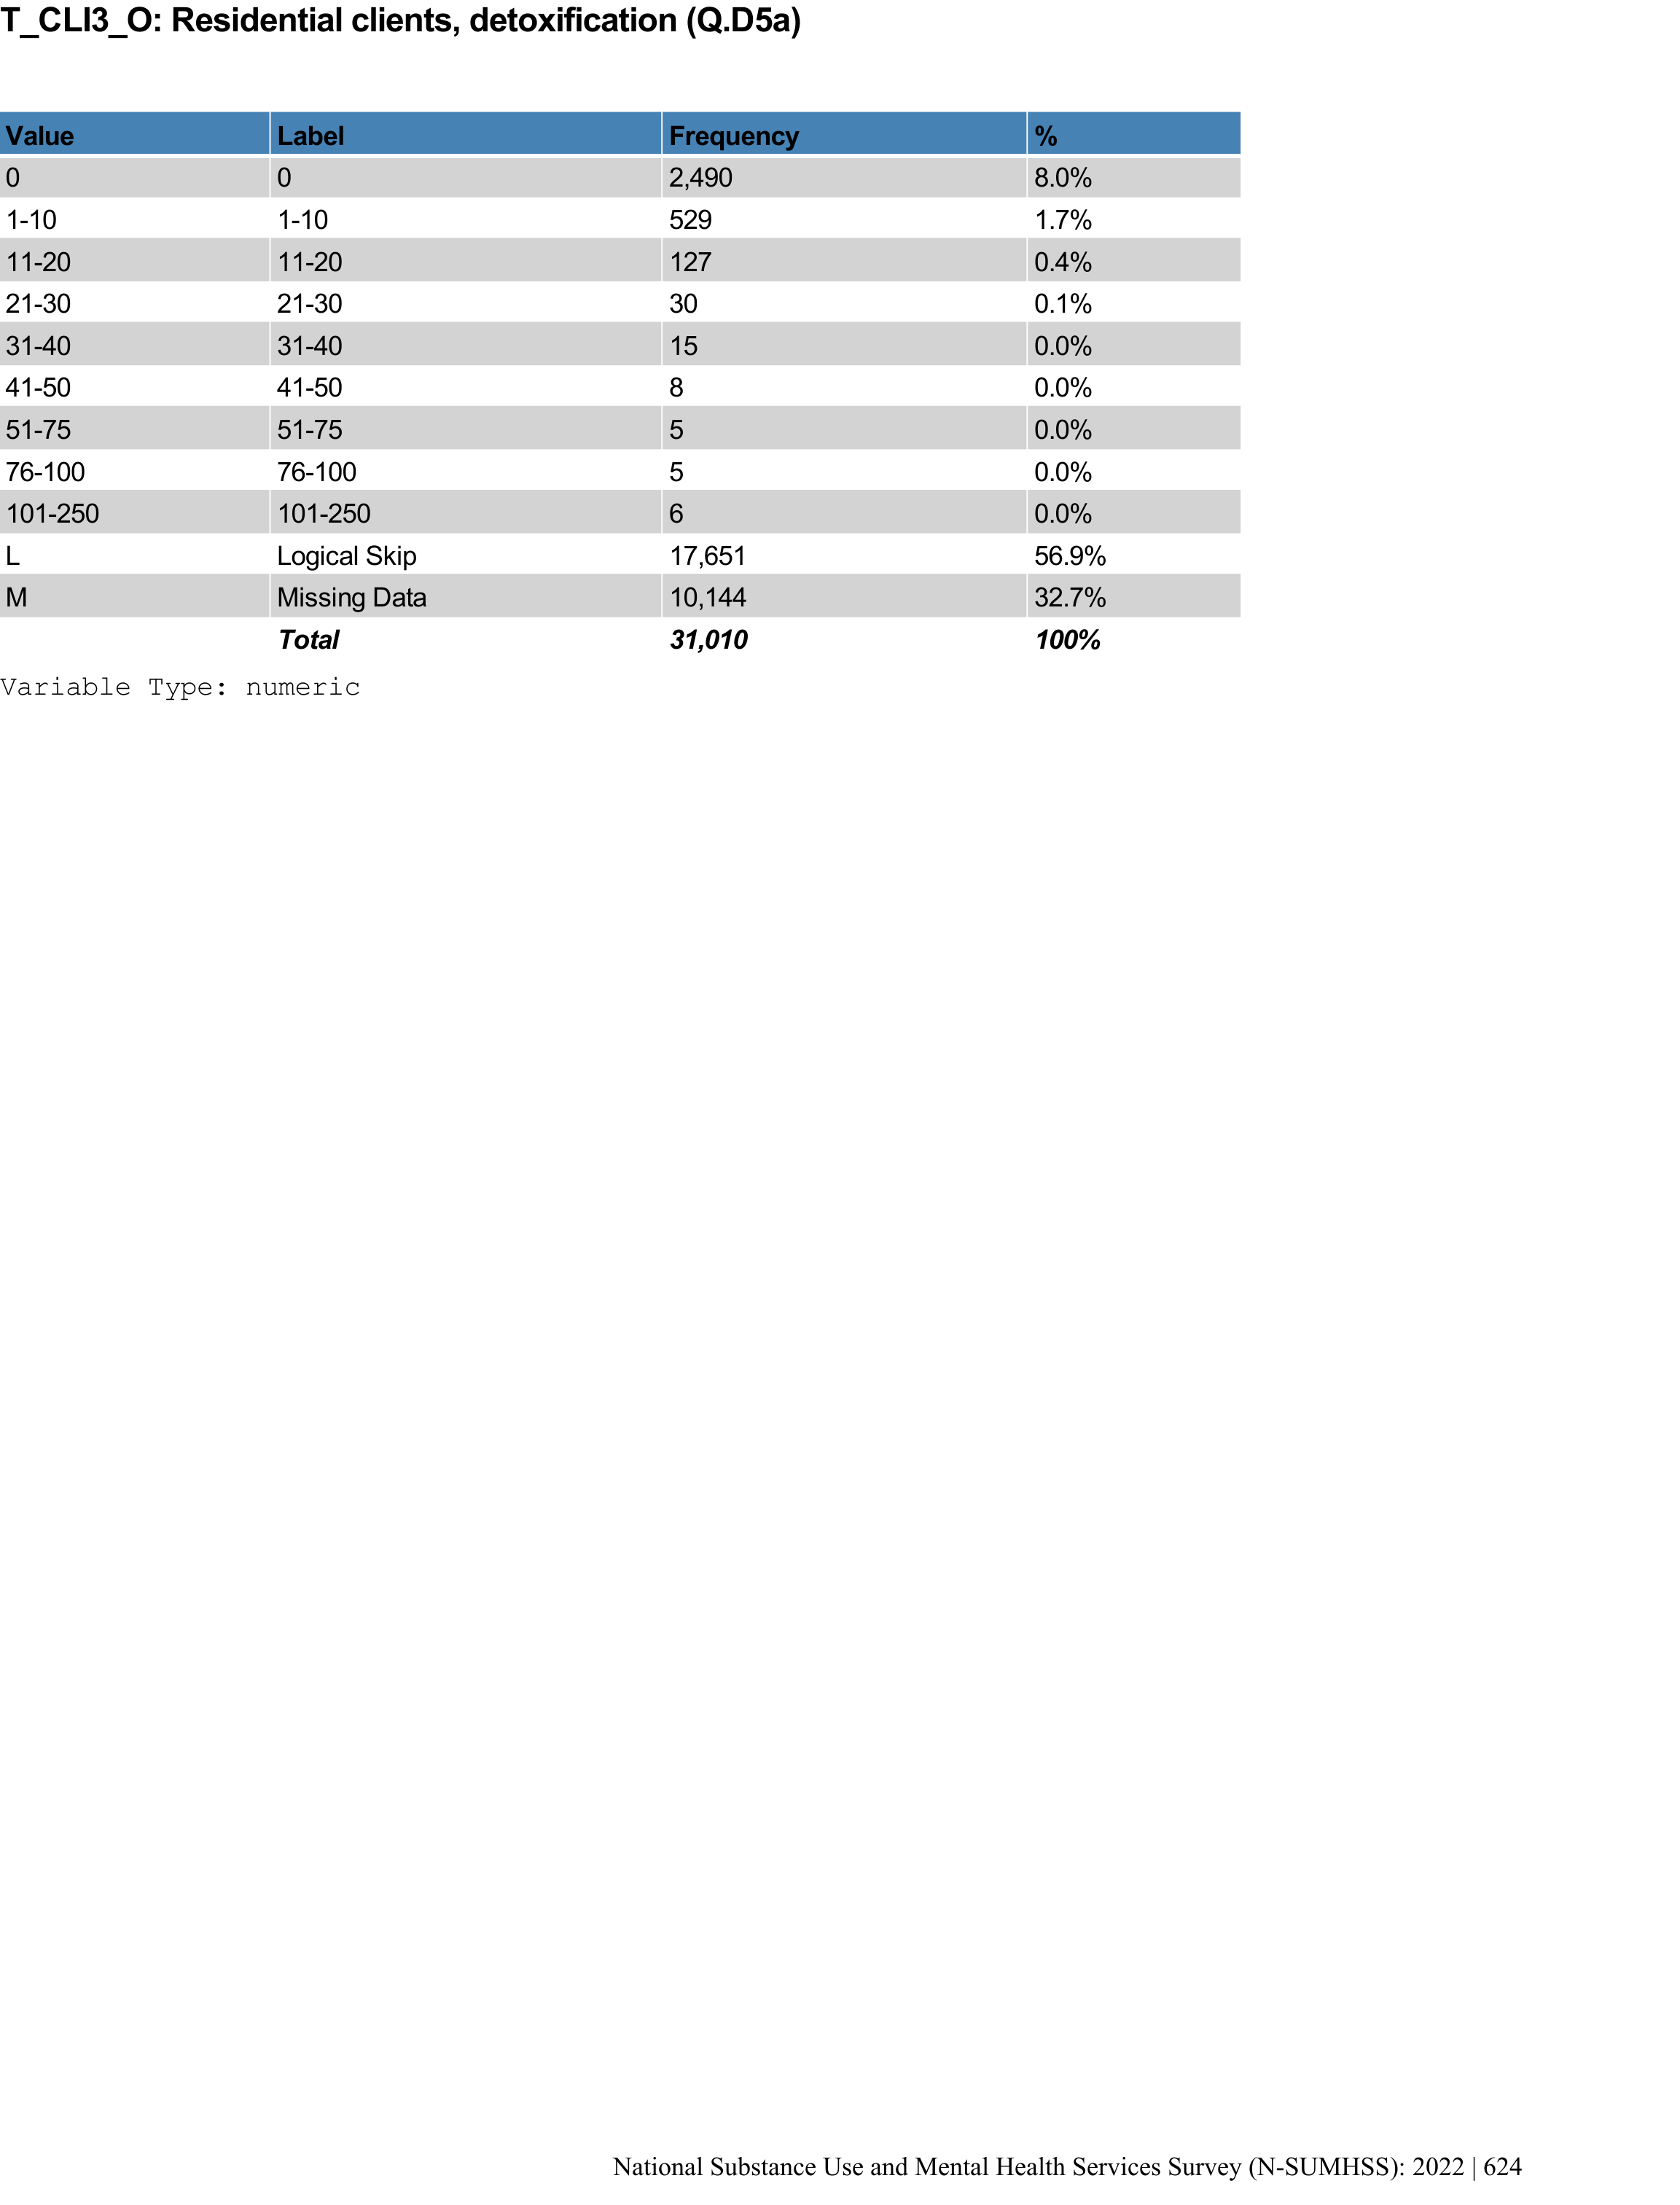 T_CLI3_O: Residential clients, detoxification (Q.D5a)
Value Label Frequency %
0 0 2,490 8.0%
1-10 1-10 529 1.7%
11-20 11-20 127 0.4%
21-30 21-30 30 0.1%
31-40 31-40 15 0.0%
41-50 41-50 8 0.0%
51-75 51-75 5 0.0%
76-100 76-100 5 0.0%
101-250 101-250 6 0.0%
L Logical Skip 17,651 56.9%
M Missing Data 10,144 32.7%
Total 31,010 100%
Variable Type: numeric
National Substance Use and Mental Health Services Survey (N-SUMHSS): 2022 | 624